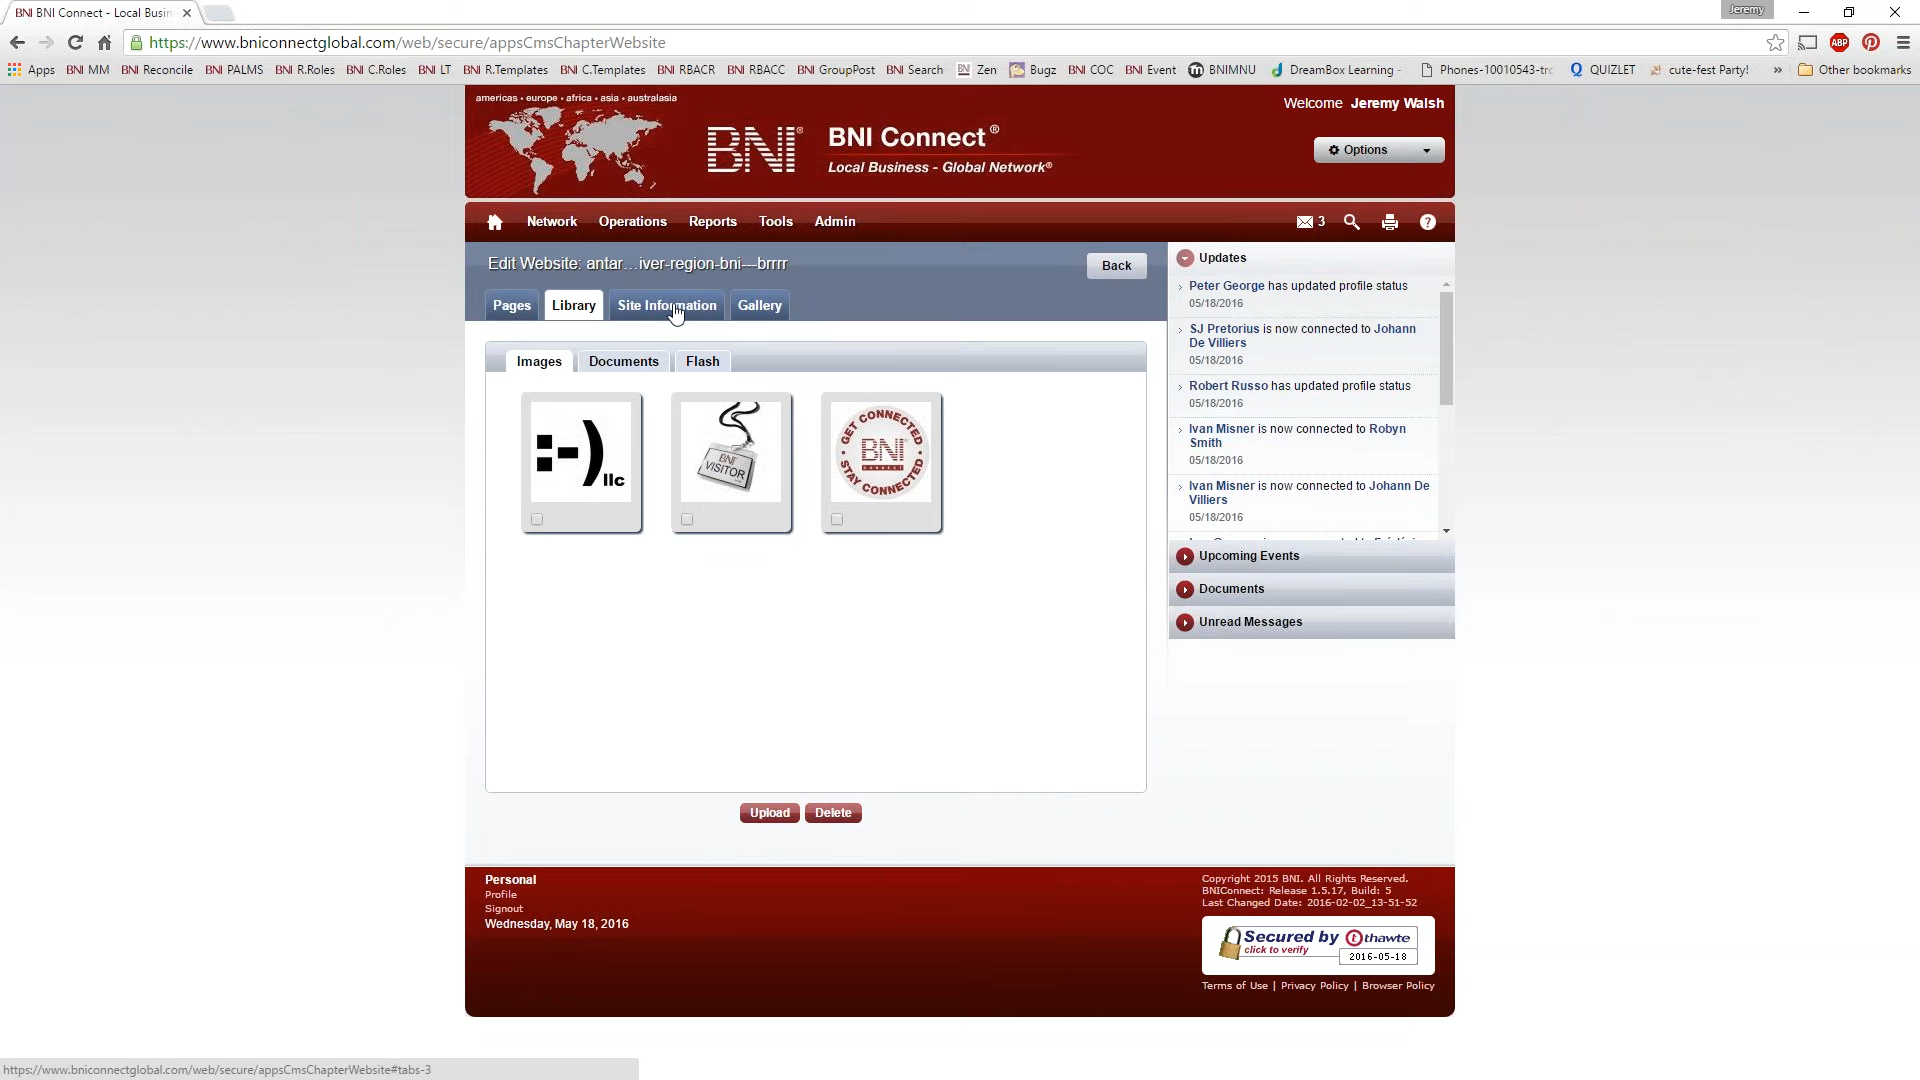 BNI BNI Connect - Local Busin
Jeremy
https://www.bniconnectglobal.com/web/secure/appsCmsChapterWebsite
ABP
Apps BNI MM BNI Reconcile BNI PALMS BNI R.Roles BNI C.Roles BNI LT BNI R.Templates BNI C.Templates BNI RBACR BNI RBACC BNI GroupPost BNI Search BNI Zen Bugz BNI COC BNI Event BNIMNU DreamBox Learning - Phones-10010543-trc QUIZLET cute-fest Party! » Other bookmarks
americas • europe • africa • asia • australasia
Welcome Jeremy Walsh
BNI®
BNI Connect®
Local Business - Global Network®
Options
Network Operations Reports Tools Admin
3
?
Edit Website: antar...iver-region-bni---brrrr
Back
Pages Library Site Information Gallery
Images Documents Flash
:-)llc
BNI
VISITOR
GET CONNECTED
BNI
CONNECT
STAY CONNECTED
Upload Delete
Updates
Peter George has updated profile status
05/18/2016
SJ Pretorius is now connected to Johann
De Villiers
05/18/2016
Robert Russo has updated profile status
05/18/2016
Ivan Misner is now connected to Robyn
Smith
05/18/2016
Ivan Misner is now connected to Johann De
Villiers
05/18/2016
Upcoming Events
Documents
Unread Messages
Personal
Profile
Signout
Wednesday, May 18, 2016
Copyright 2015 BNI. All Rights Reserved.
BNIConnect: Release 1.5.17, Build: 5
Last Changed Date: 2016-02-02_13-51-52
Secured by thawte
click to verify
2016-05-18
Terms of Use | Privacy Policy | Browser Policy
https://www.bniconnectglobal.com/web/secure/appsCmsChapterWebsite#tabs-3